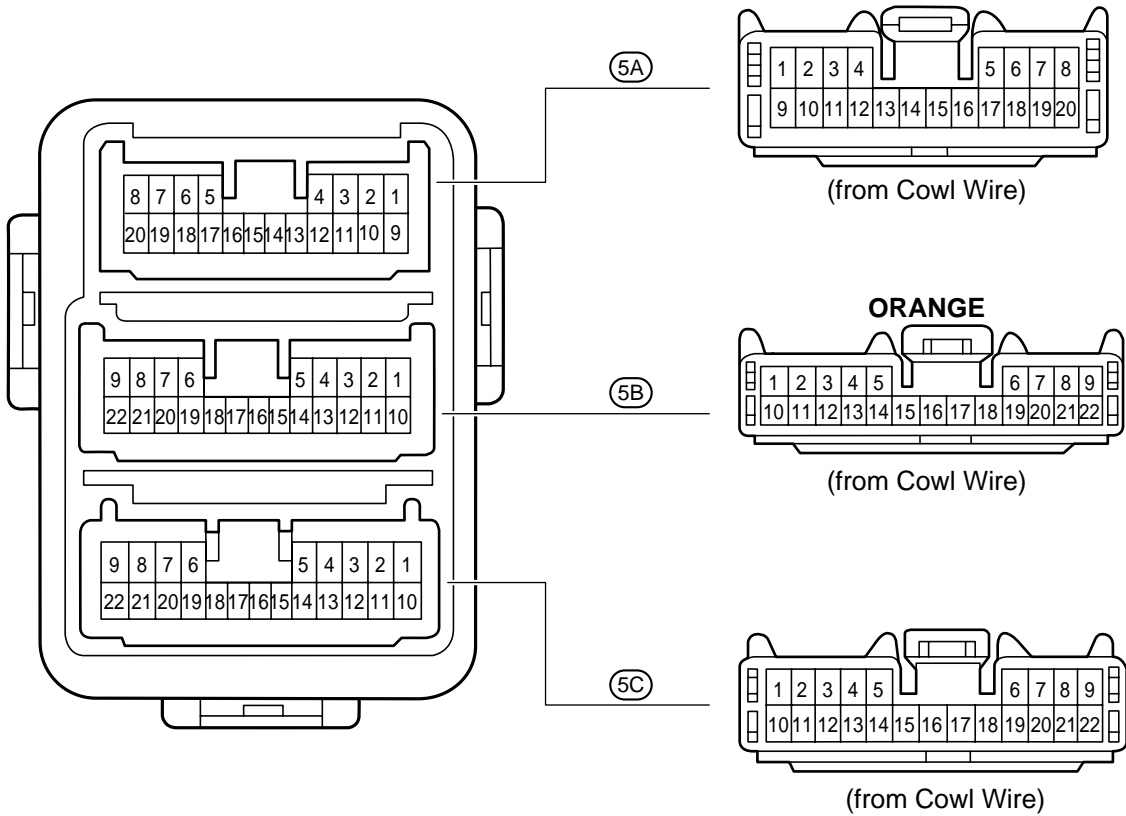 5A
1 2 3 4 5 6 7 8
9 10 11 12 13 14 15 16 17 18 19 20
(from Cowl Wire)
8 7 6 5 4 3 2 1
20 19 18 17 16 15 14 13 12 11 10 9
ORANGE
5B
1 2 3 4 5 6 7 8 9
10 11 12 13 14 15 16 17 18 19 20 21 22
(from Cowl Wire)
9 8 7 6 5 4 3 2 1
22 21 20 19 18 17 16 15 14 13 12 11 10
9 8 7 6 5 4 3 2 1
22 21 20 19 18 17 16 15 14 13 12 11 10
5C
1 2 3 4 5 6 7 8 9
10 11 12 13 14 15 16 17 18 19 20 21 22
(from Cowl Wire)